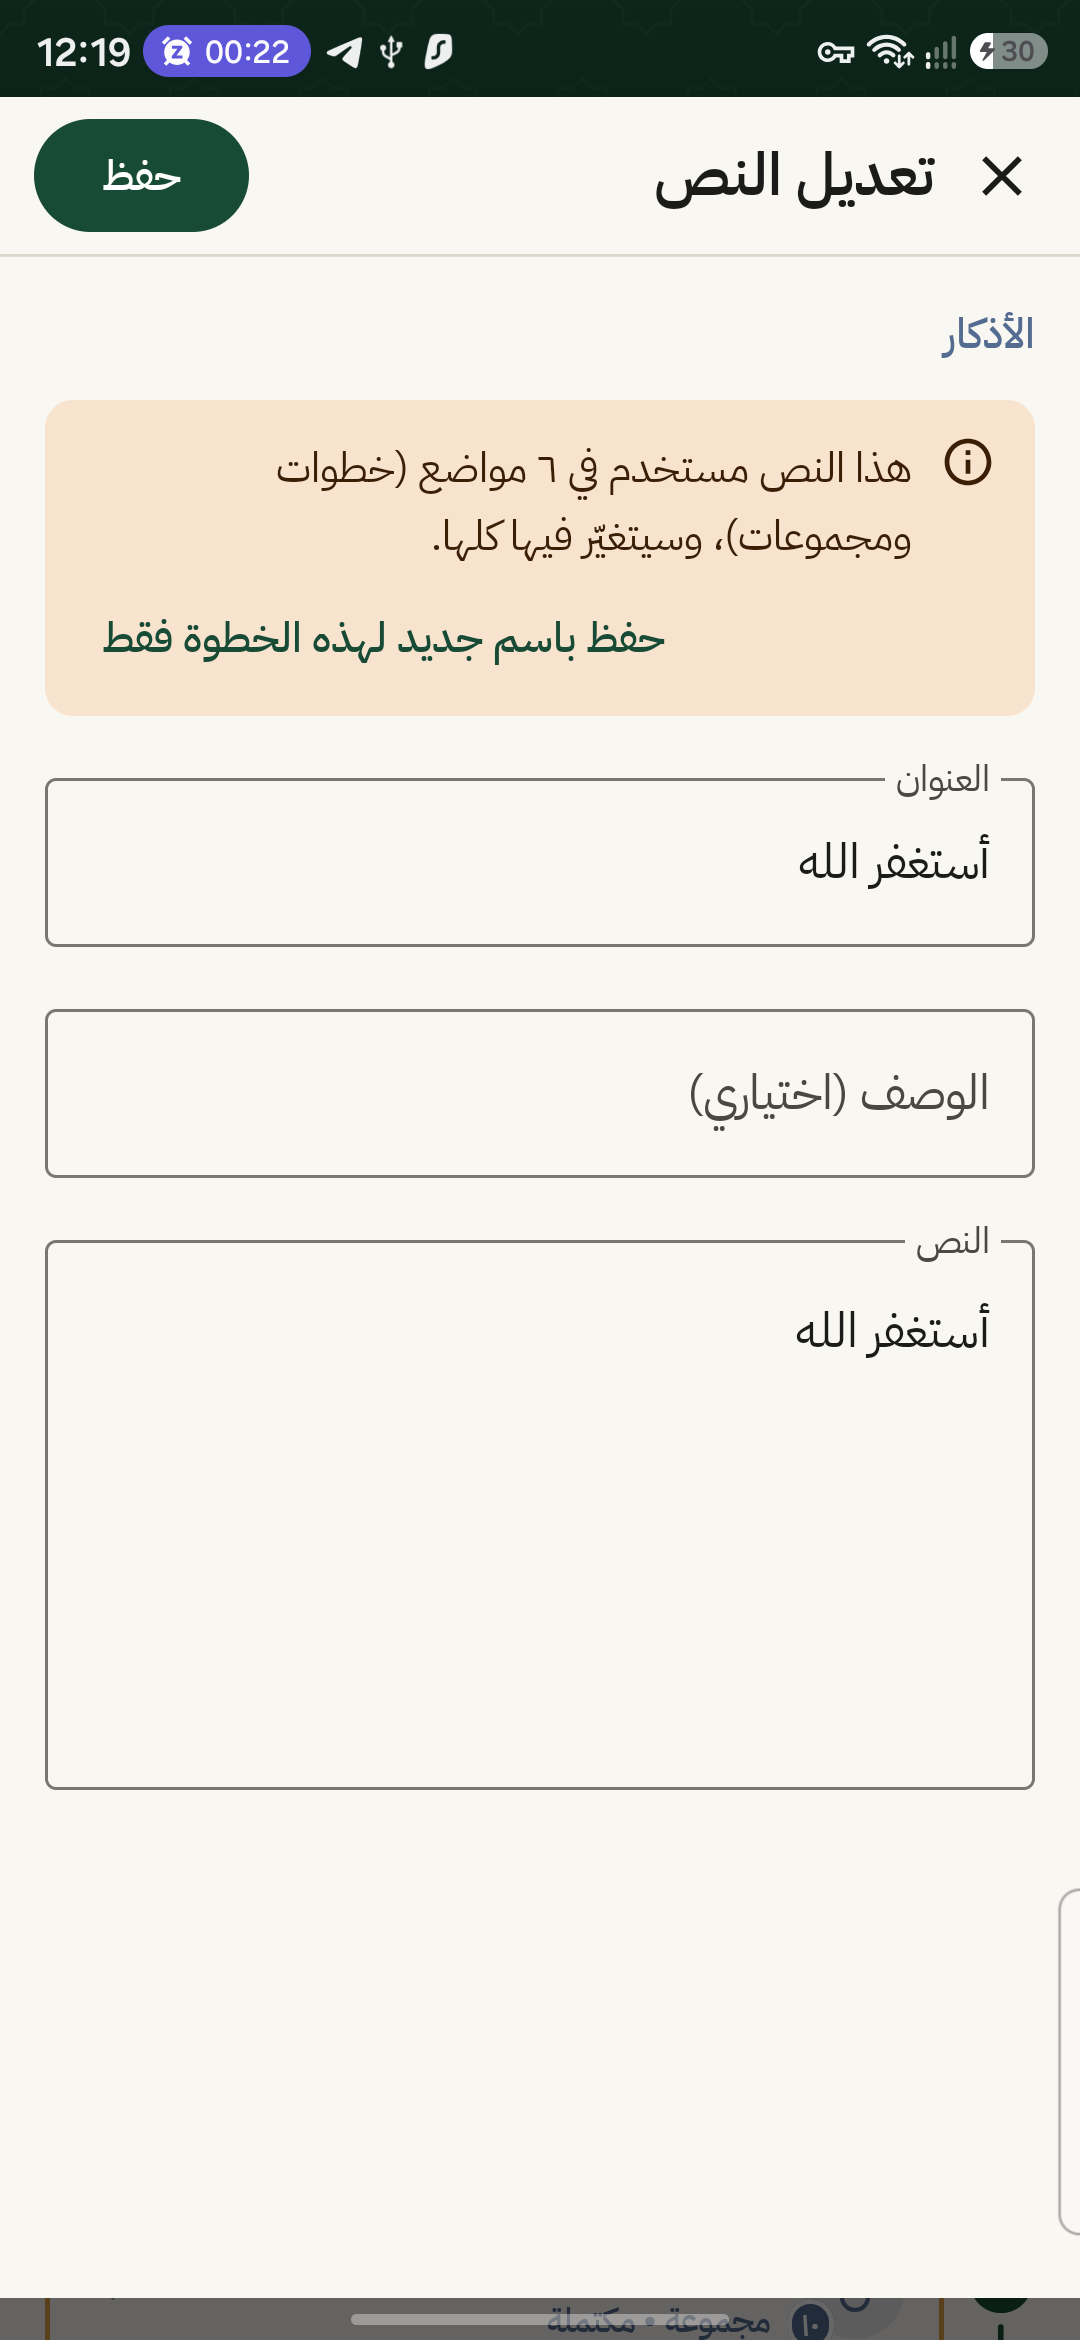 12:19 00:22 30
تعديل النص
حفظ
الأذكار
هذا النص مستخدم في ٦ مواضع (خطوات
ومجموعات)، وسيتغيّر فيها كلها.
حفظ باسم جديد لهذه الخطوة فقط
العنوان
أستغفر الله
الوصف (اختياري)
النص
أستغفر الله
١٠ مجموعة • مكتملة